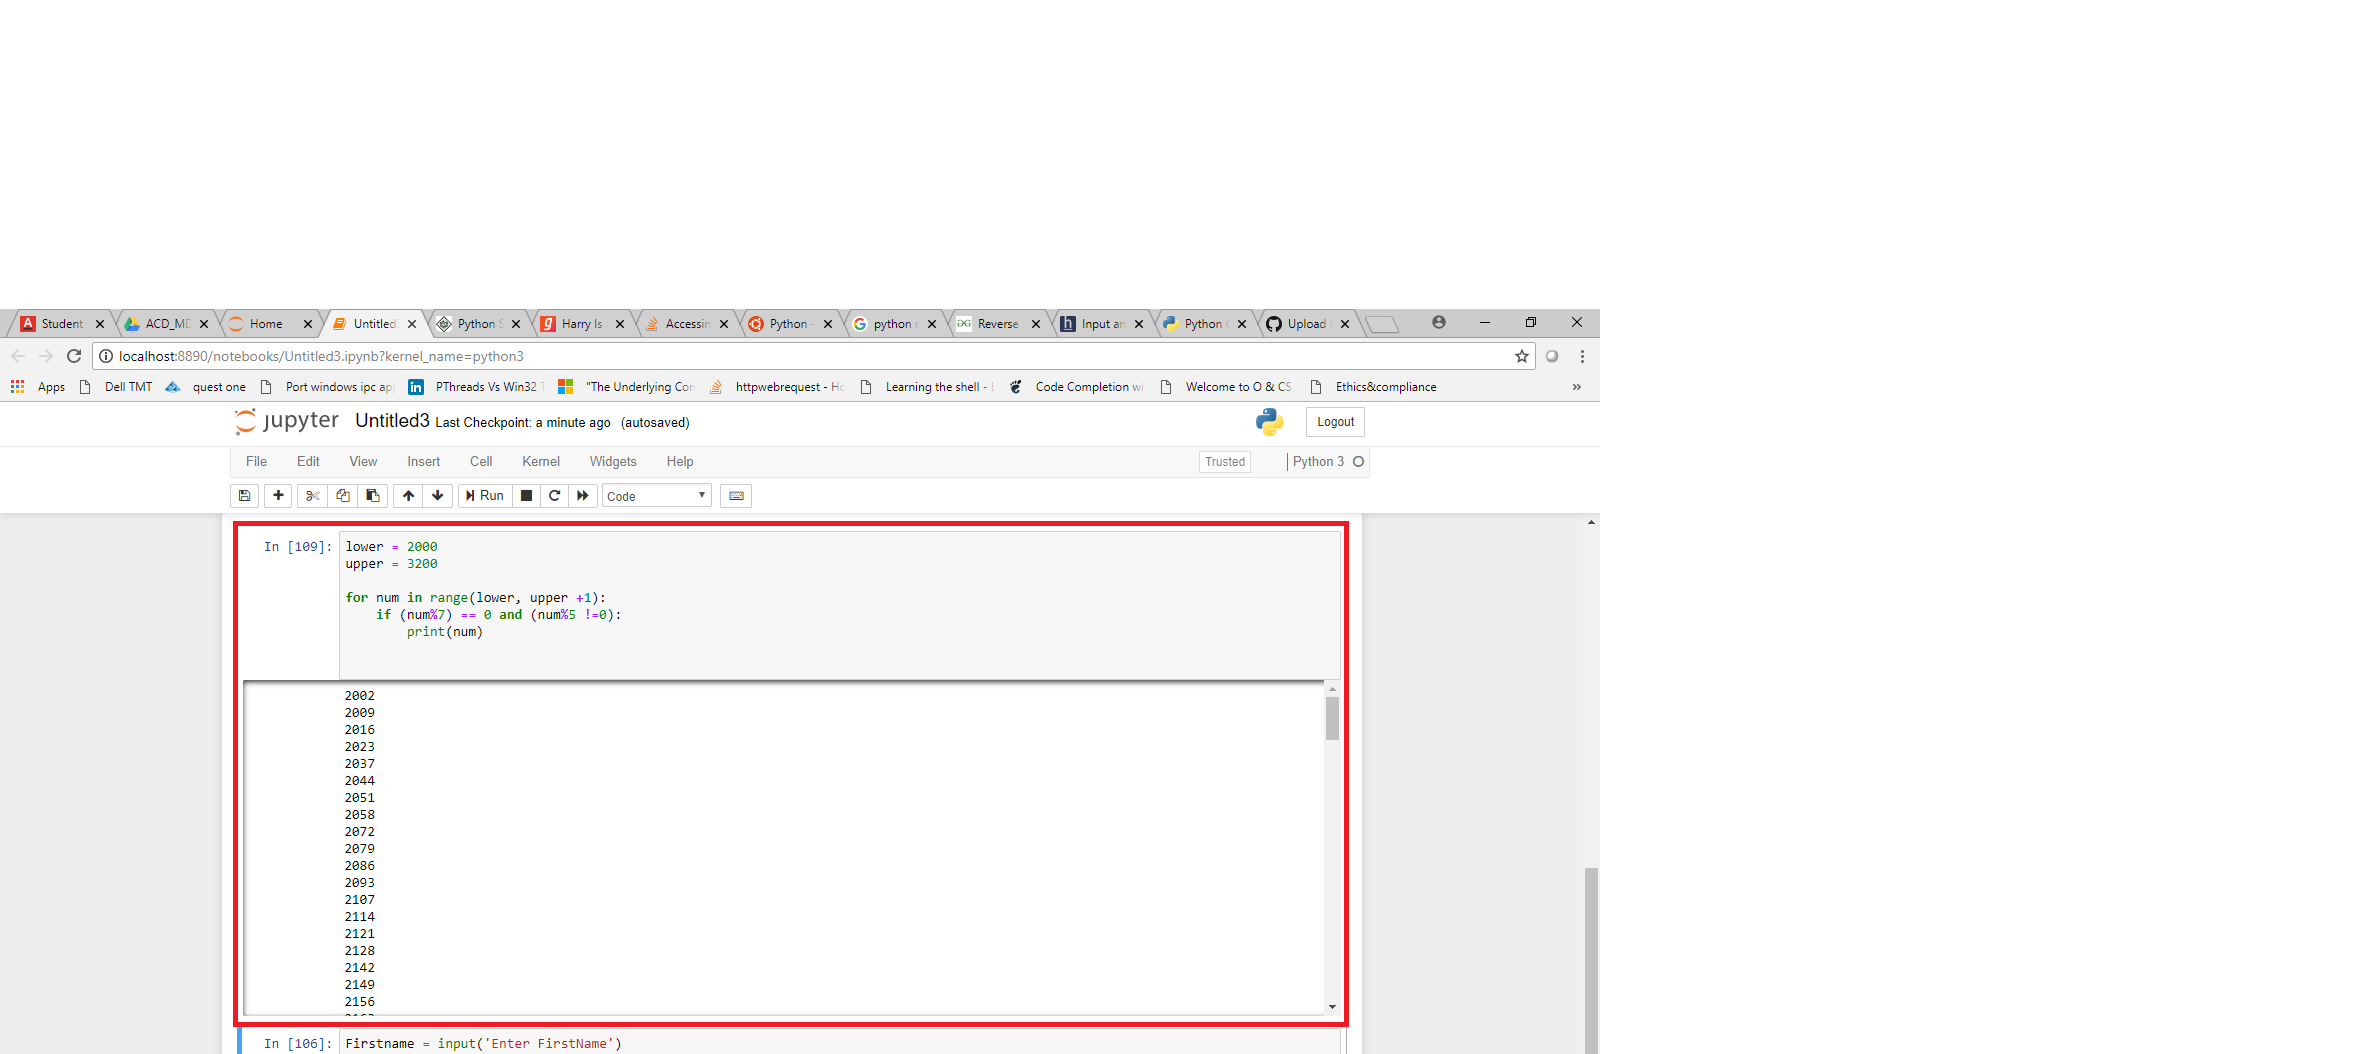 Student ACD_MD Home Untitled Python S Harry Is Accessin Python - python r Reverse Input an Python Upload
localhost:8890/notebooks/Untitled3.ipynb?kernel_name=python3
Apps Dell TMT quest one Port windows ipc ap PThreads Vs Win32 "The Underlying Con httpwebrequest - Ho Learning the shell - Code Completion wi Welcome to O & CS Ethics&compliance »
jupyter Untitled3 Last Checkpoint: a minute ago (autosaved) Logout
File Edit View Insert Cell Kernel Widgets Help Trusted Python 3
Run Code
In [109]: lower = 2000
upper = 3200
for num in range(lower, upper +1):
if (num%7) == 0 and (num%5 !=0):
print(num)
2002
2009
2016
2023
2037
2044
2051
2058
2072
2079
2086
2093
2107
2114
2121
2128
2142
2149
2156
In [106]: Firstname = input('Enter FirstName')